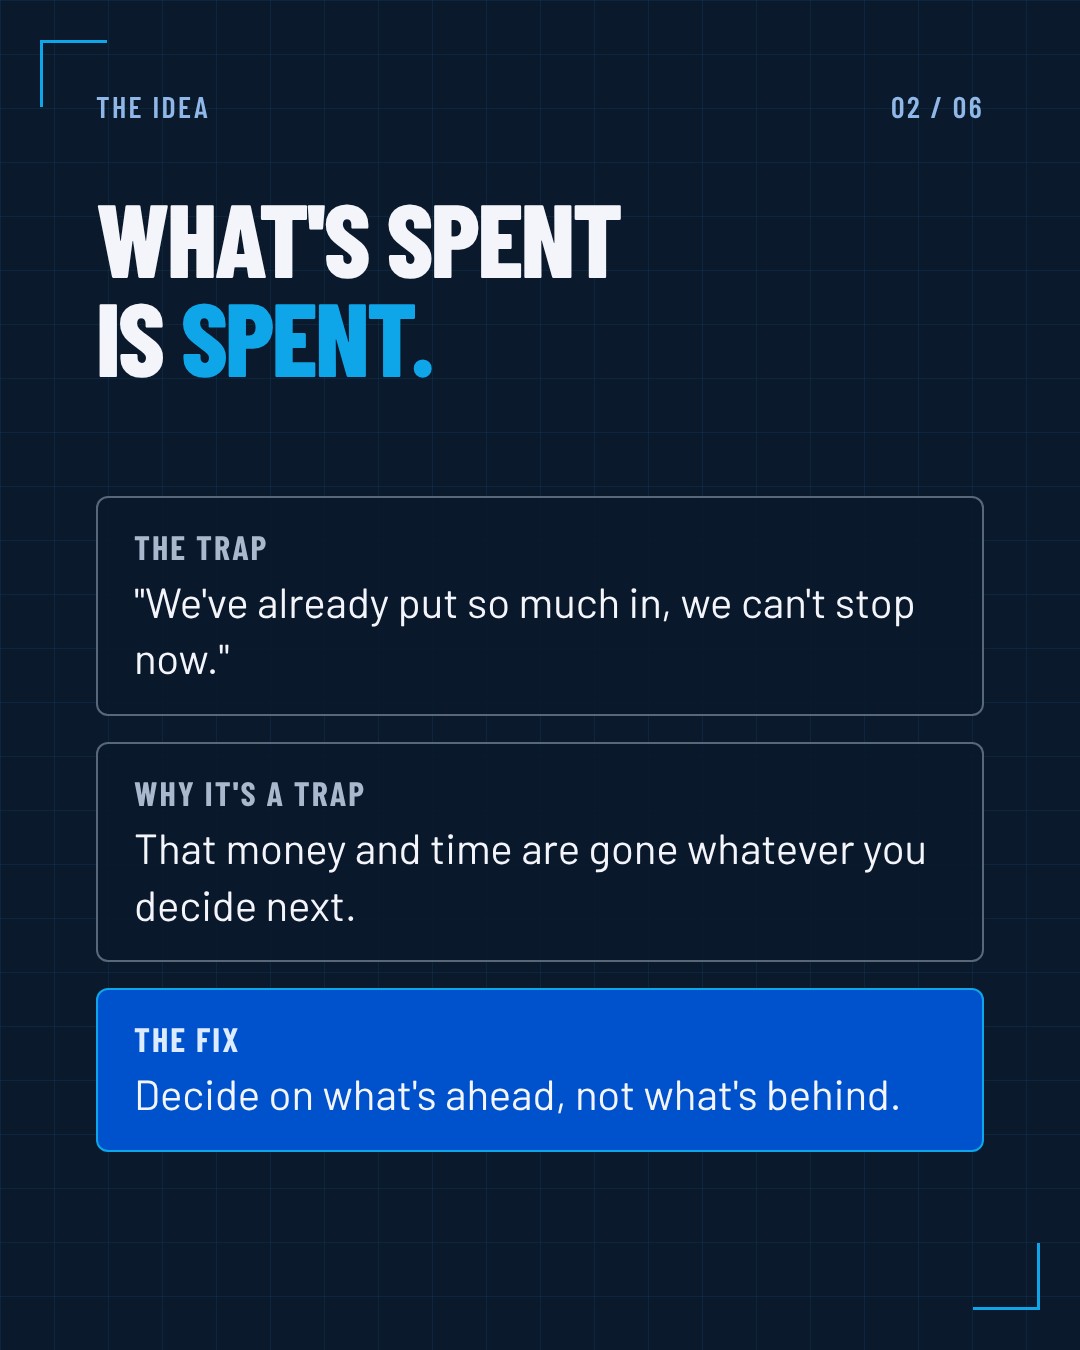 THE IDEA
02 / 06
WHAT'S SPENT
IS SPENT.
THE TRAP
"We've already put so much in, we can't stop
now."
WHY IT'S A TRAP
That money and time are gone whatever you
decide next.
THE FIX
Decide on what's ahead, not what's behind.